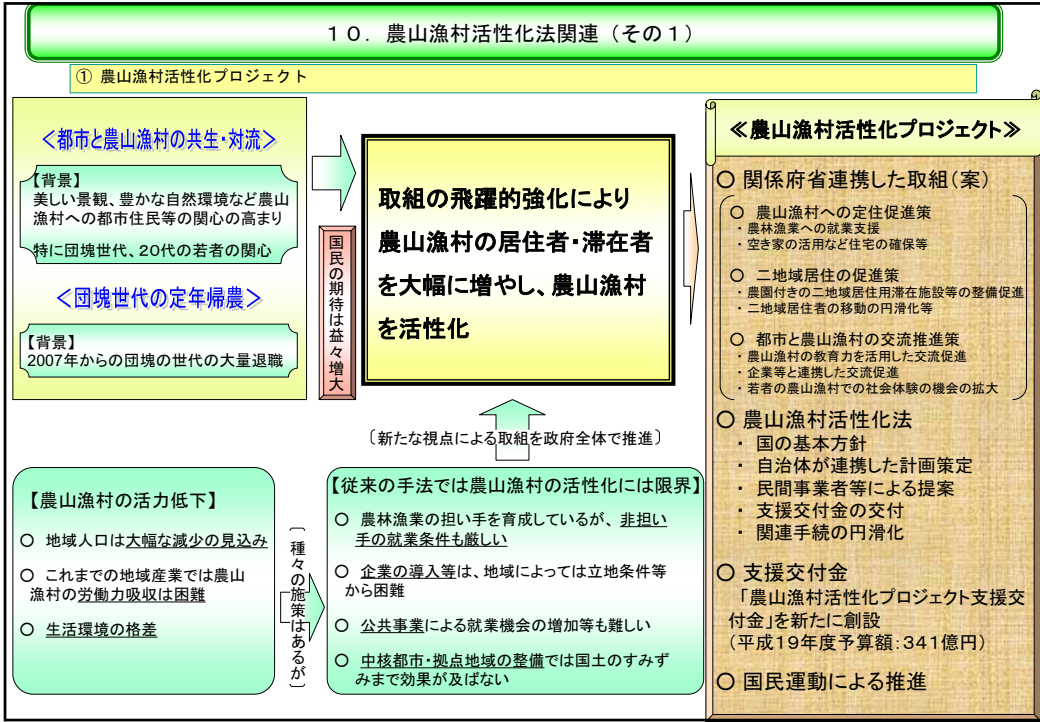 １０．農山漁村活性化法関連（その１）
① 農山漁村活性化プロジェクト
＜都市と農山漁村の共生・対流＞
【背景】
美しい景観、豊かな自然環境など農山
漁村への都市住民等の関心の高まり
特に団塊世代、20代の若者の関心
＜団塊世代の定年帰農＞
【背景】
2007年からの団塊の世代の大量退職
国民の期待は益々増大
取組の飛躍的強化により
農山漁村の居住者・滞在者
を大幅に増やし、農山漁村
を活性化
〔新たな視点による取組を政府全体で推進〕
【農山漁村の活力低下】
○ 地域人口は大幅な減少の見込み
○ これまでの地域産業では農山
漁村の労働力吸収は困難
○ 生活環境の格差
〔種々の施策はあるが〕
【従来の手法では農山漁村の活性化には限界】
○ 農林漁業の担い手を育成しているが、非担い
手の就業条件も厳しい
○ 企業の導入等は、地域によっては立地条件等
から困難
○ 公共事業による就業機会の増加等も難しい
○ 中核都市・拠点地域の整備では国土のすみず
みまで効果が及ばない
≪農山漁村活性化プロジェクト≫
○ 関係府省連携した取組（案）
○ 農山漁村への定住促進策
・農林漁業への就業支援
・空き家の活用など住宅の確保等
○ 二地域居住の促進策
・農園付きの二地域居住用滞在施設等の整備促進
・二地域居住者の移動の円滑化等
○ 都市と農山漁村の交流推進策
・農山漁村の教育力を活用した交流促進
・企業等と連携した交流促進
・若者の農山漁村での社会体験の機会の拡大
○ 農山漁村活性化法
・ 国の基本方針
・ 自治体が連携した計画策定
・ 民間事業者等による提案
・ 支援交付金の交付
・ 関連手続の円滑化
○ 支援交付金
「農山漁村活性化プロジェクト支援交
付金」を新たに創設
（平成19年度予算額：341億円）
○ 国民運動による推進